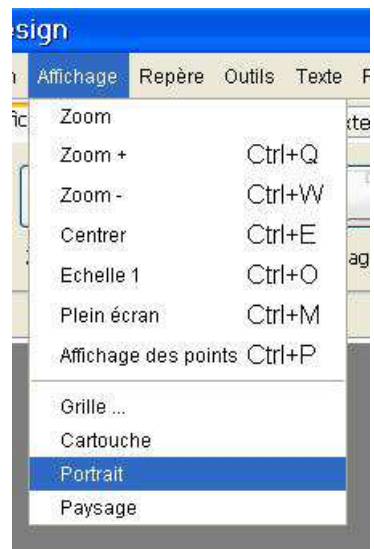 sign
Affichage Repère Outils Texte
Zoom
Zoom + Ctrl+Q
Zoom - Ctrl+W
Centrer Ctrl+E
Echelle 1 Ctrl+O
Plein écran Ctrl+M
Affichage des points Ctrl+P
Grille ...
Cartouche
Portrait
Paysage